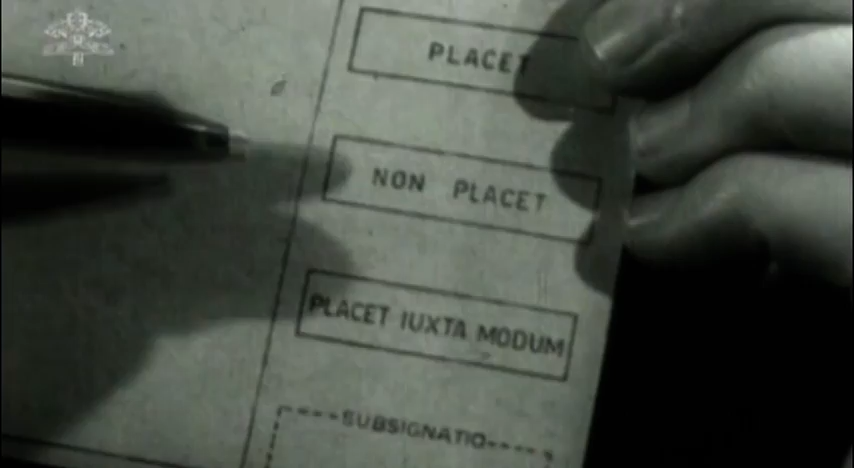 PLACET
NON PLACET
PLACET IUXTA MODUM
SUBSIGNATIO